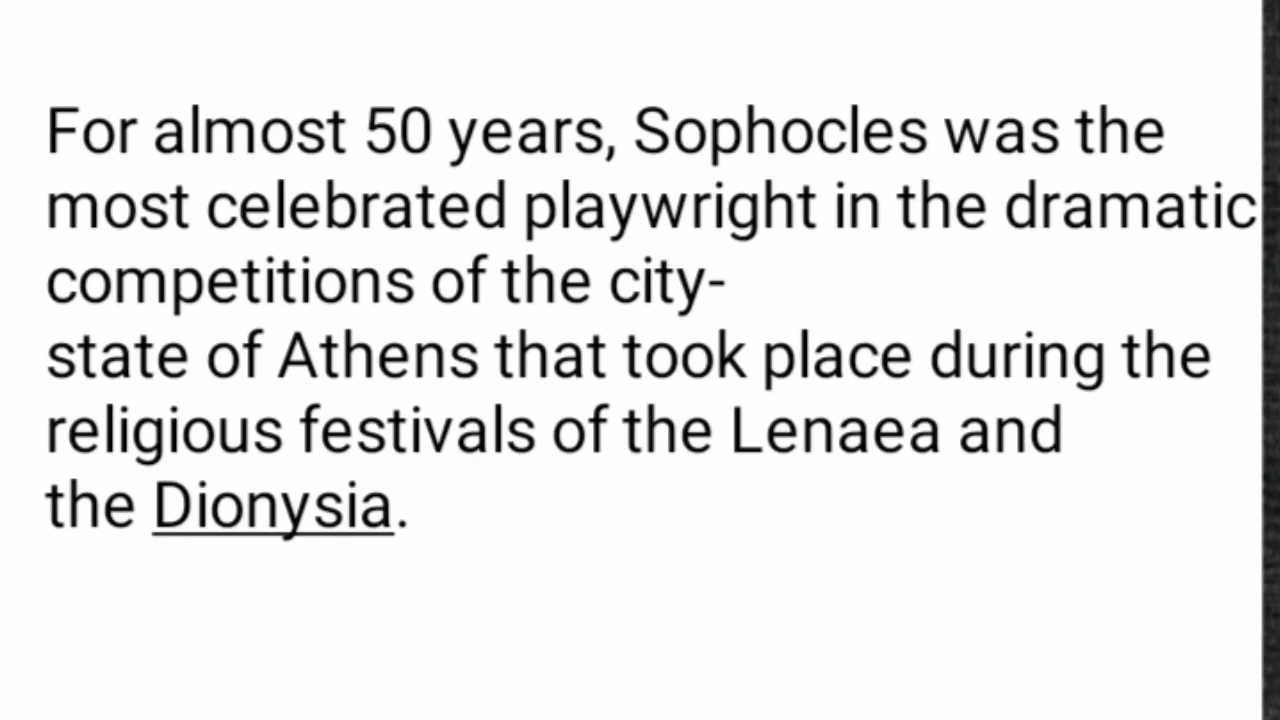 For almost 50 years, Sophocles was the
most celebrated playwright in the dramatic
competitions of the city-
state of Athens that took place during the
religious festivals of the Lenaea and
the Dionysia.